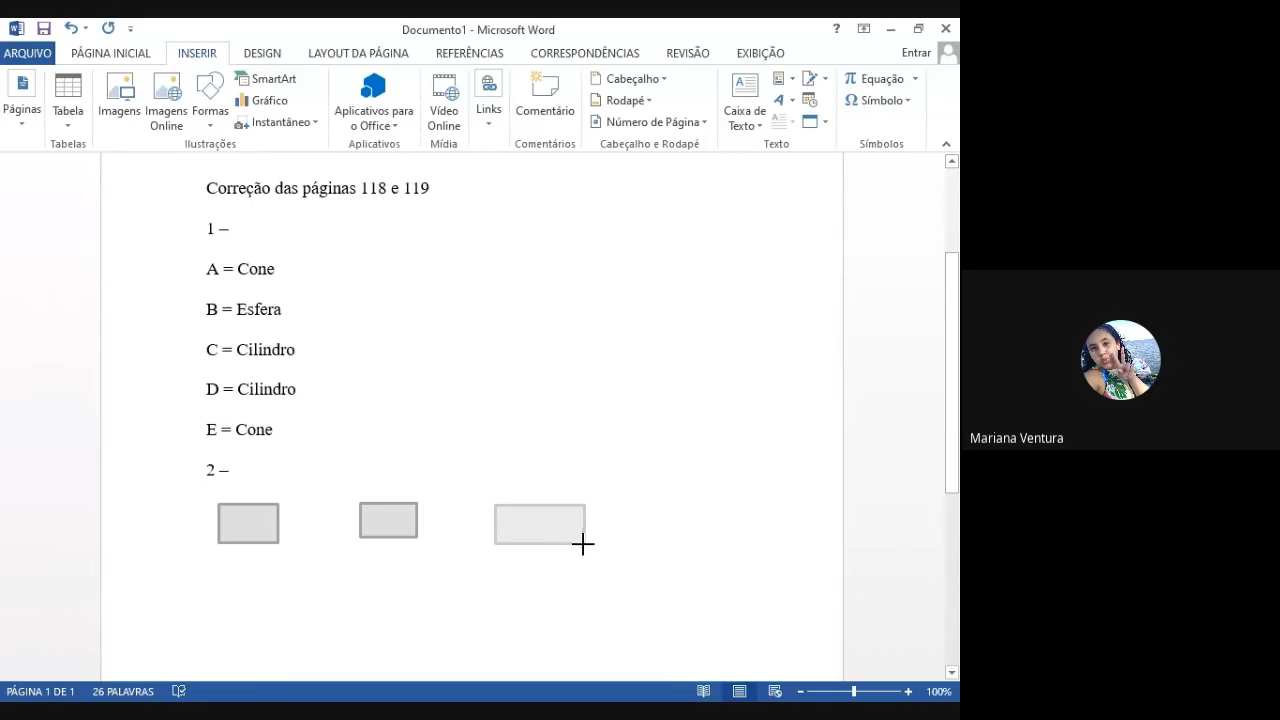 Documento1 - Microsoft Word
?
ARQUIVO PÁGINA INICIAL INSERIR DESIGN LAYOUT DA PÁGINA REFERÊNCIAS CORRESPONDÊNCIAS REVISÃO EXIBIÇÃO Entrar
Páginas
Tabela
Imagens
Imagens Online
Formas
SmartArt
Gráfico
Instantâneo
Aplicativos para o Office
Vídeo Online
Links
Comentário
Cabeçalho
Rodapé
Número de Página
Caixa de Texto
Equação
Símbolo
Tabelas Ilustrações Aplicativos Mídia Comentários Cabeçalho e Rodapé Texto Símbolos
Correção das páginas 118 e 119
1 –
A = Cone
B = Esfera
C = Cilindro
D = Cilindro
E = Cone
2 –
Mariana Ventura
PÁGINA 1 DE 1 26 PALAVRAS 100%